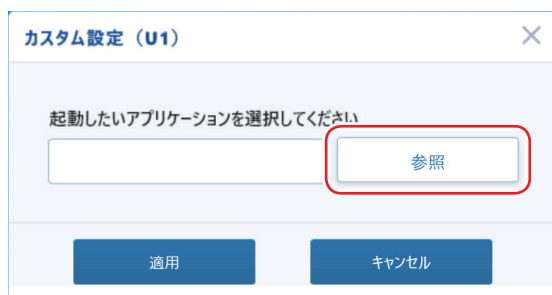 カスタム設定（U1）
起動したいアプリケーションを選択してください
参照
適用
キャンセル